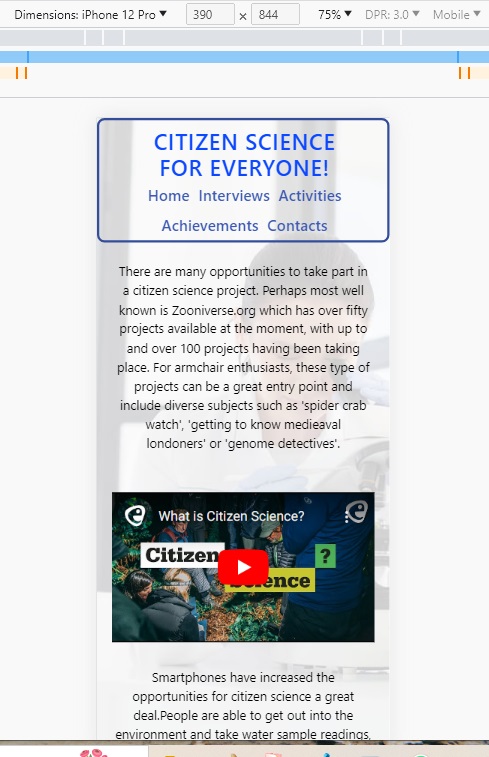 Dimensions: iPhone 12 Pro ▼ 390 x 844 75% ▼ DPR: 3.0 ▼ Mobile ▼
CITIZEN SCIENCE
FOR EVERYONE!
Home Interviews Activities
Achievements Contacts
There are many opportunities to take part in
a citizen science project. Perhaps most well
known is Zooniverse.org which has over fifty
projects available at the moment, with up to
and over 100 projects having been taking
place. For armchair enthusiasts, these type of
projects can be a great entry point and
include diverse subjects such as 'spider crab
watch', 'getting to know medieaval
londoners' or 'genome detectives'.
What is Citizen Science?
Citizen ?
Science
Smartphones have increased the
opportunities for citizen science a great
deal.People are able to get out into the
environment and take water sample readings,